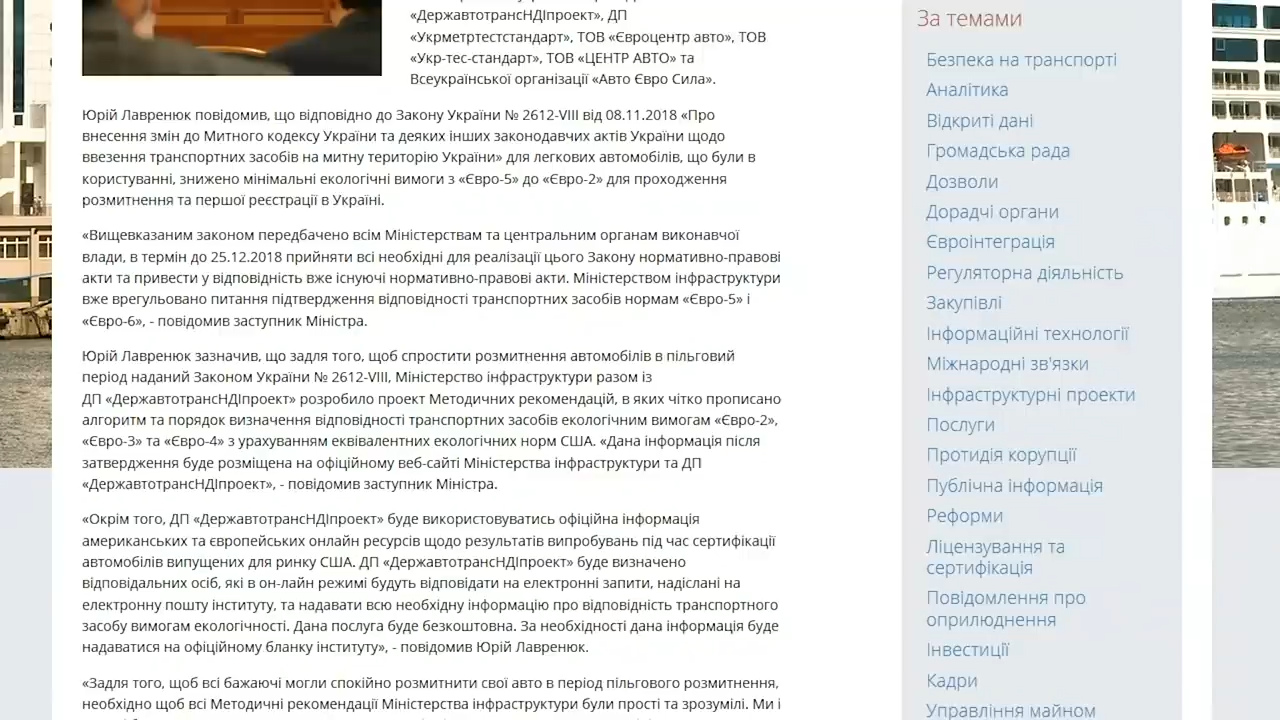 «ДержавтотрансНДІпроект», ДП
«Укрметртестстандарт», ТОВ «Євроцентр авто», ТОВ
«Укр-тес-стандарт», ТОВ «ЦЕНТР АВТО» та
Всеукраїнської організації «Авто Євро Сила».
Юрій Лавренюк повідомив, що відповідно до Закону України № 2612-VIII від 08.11.2018 «Про
внесення змін до Митного кодексу України та деяких інших законодавчих актів України щодо
ввезення транспортних засобів на митну територію України» для легкових автомобілів, що були в
користуванні, знижено мінімальні екологічні вимоги з «Євро-5» до «Євро-2» для проходження
розмитнення та першої реєстрації в Україні.
«Вищевказаним законом передбачено всім Міністерствам та центральним органам виконавчої
влади, в термін до 25.12.2018 прийняти всі необхідні для реалізації цього Закону нормативно-правові
акти та привести у відповідність вже існуючі нормативно-правові акти. Міністерством інфраструктури
вже врегульовано питання підтвердження відповідності транспортних засобів нормам «Євро-5» і
«Євро-6», - повідомив заступник Міністра.
Юрій Лавренюк зазначив, що задля того, щоб спростити розмитнення автомобілів в пільговий
період наданий Законом України № 2612-VIII, Міністерство інфраструктури разом із
ДП «ДержавтотрансНДІпроект» розробило проект Методичних рекомендацій, в яких чітко прописано
алгоритм та порядок визначення відповідності транспортних засобів екологічним вимогам «Євро-2»,
«Євро-3» та «Євро-4» з урахуванням еквівалентних екологічних норм США. «Дана інформація після
затвердження буде розміщена на офіційному веб-сайті Міністерства інфраструктури та ДП
«ДержавтотрансНДІпроект», - повідомив заступник Міністра.
«Окрім того, ДП «ДержавтотрансНДІпроект» буде використовуватись офіційна інформація
американських та європейських онлайн ресурсів щодо результатів випробувань під час сертифікації
автомобілів випущених для ринку США. ДП «ДержавтотрансНДІпроект» буде визначено
відповідальних осіб, які в он-лайн режимі будуть відповідати на електронні запити, надіслані на
електронну пошту інституту, та надавати всю необхідну інформацію про відповідність транспортного
засобу вимогам екологічності. Дана послуга буде безкоштовна. За необхідності дана інформація буде
надаватися на офіційному бланку інституту», - повідомив Юрій Лавренюк.
«Задля того, щоб всі бажаючі могли спокійно розмитнити свої авто в період пільгового розмитнення,
необхідно щоб всі Методичні рекомендації Міністерства інфраструктури були прості та зрозумілі. Ми і
За темами
Безпека на транспорті
Аналітика
Відкриті дані
Громадська рада
Дозволи
Дорадчі органи
Євроінтеграція
Регуляторна діяльність
Закупівлі
Інформаційні технології
Міжнародні зв'язки
Інфраструктурні проекти
Послуги
Протидія корупції
Публічна інформація
Реформи
Ліцензування та
сертифікація
Повідомлення про
оприлюднення
Інвестиції
Кадри
Управління майном